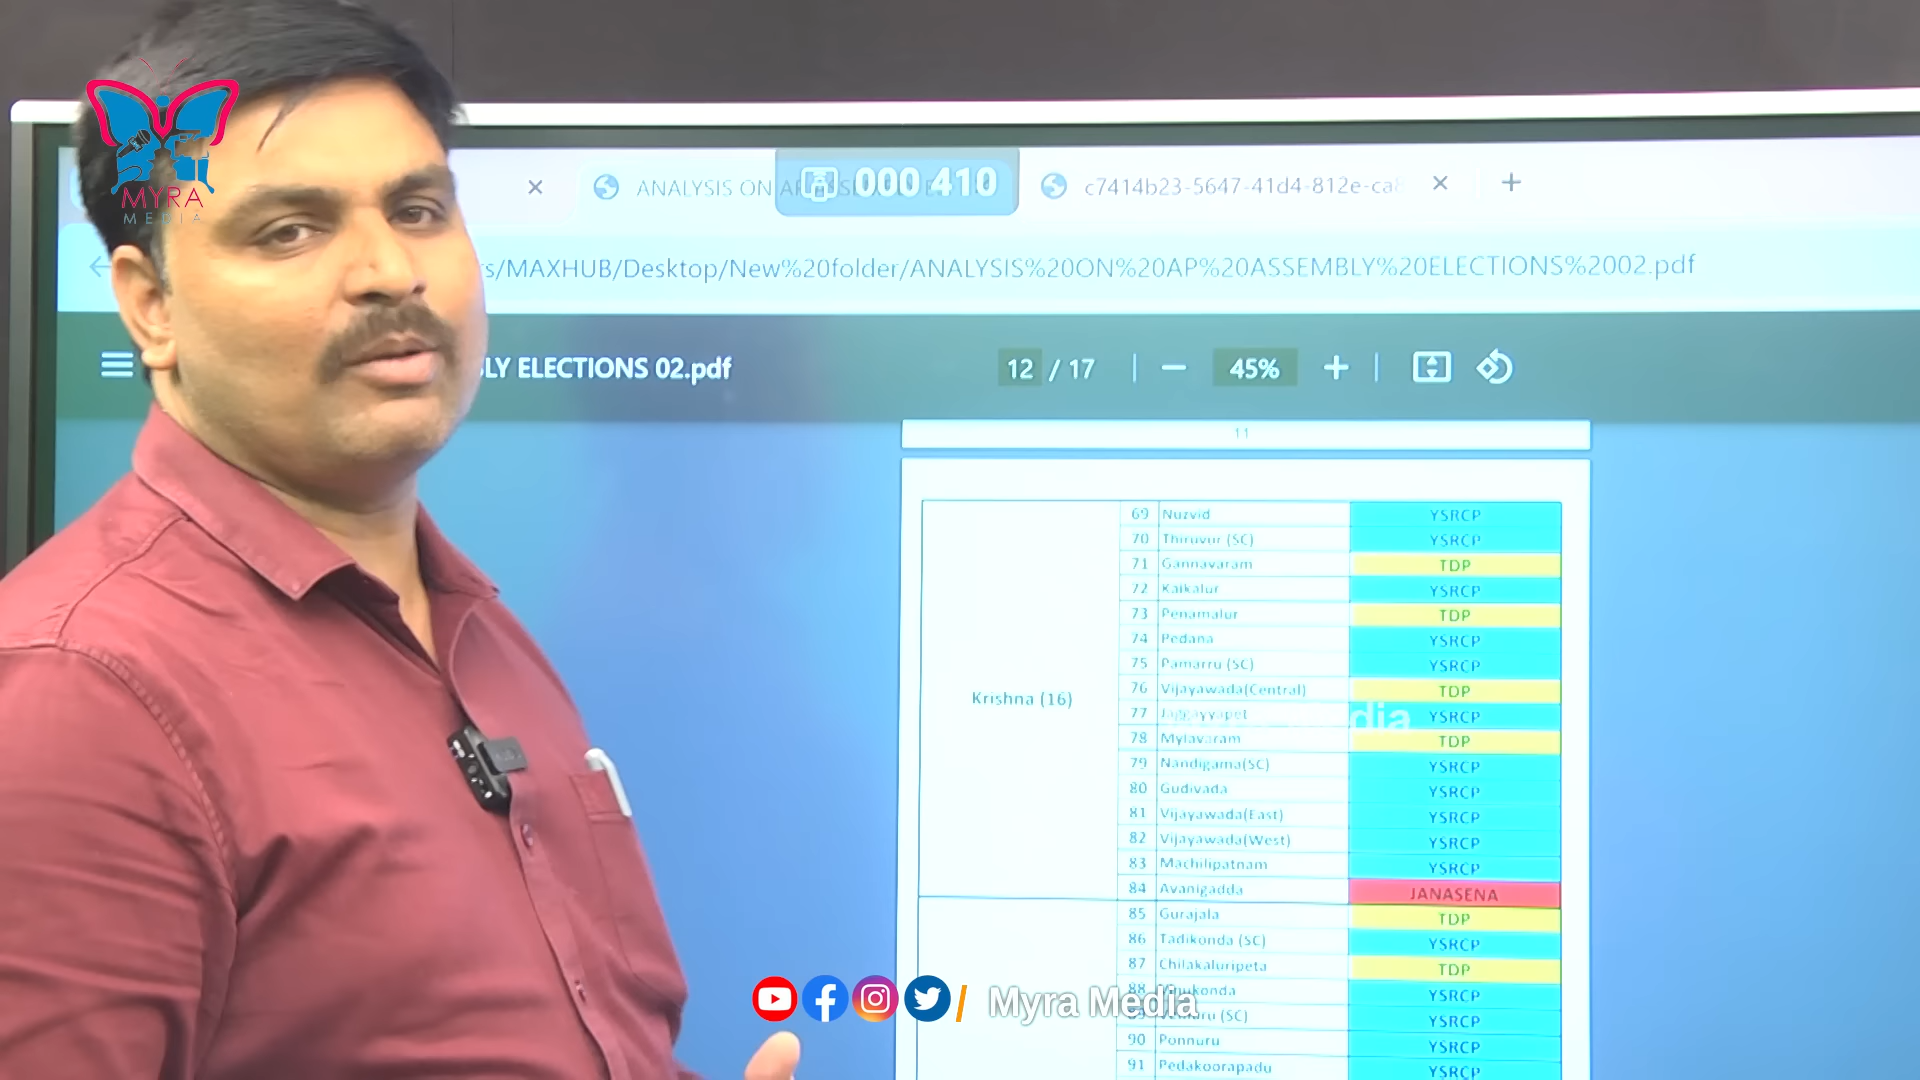 MYRA
MEDIA
ANALYSIS ON
000 410
c7414b23-5647-41d4-812e-ca
rs/MAXHUB/Desktop/New%20folder/ANALYSIS%20ON%20AP%20ASSEMBLY%20ELECTIONS%2002.pdf
LY ELECTIONS 02.pdf
12 / 17
45%
11
Krishna (16)
69 Nuzvid YSRCP
70 Thiruvur (SC) YSRCP
71 Gannavaram TDP
72 Kaikalur YSRCP
73 Penamalur TDP
74 Pedana YSRCP
75 Pamarru (SC) YSRCP
76 Vijayawada(Central) TDP
77 Jaggayyapet YSRCP
78 Mylavaram TDP
79 Nandigama(SC) YSRCP
80 Gudivada YSRCP
81 Vijayawada(East) YSRCP
82 Vijayawada(West) YSRCP
83 Machilipatnam YSRCP
84 Avanigadda JANASENA
85 Gurajala TDP
86 Tadikonda (SC) YSRCP
87 Chilakaluripeta TDP
88 YSRCP
(SC) YSRCP
90 Ponnuru YSRCP
91 Pedakoorapadu YSRCP
dia
/ Myra Media